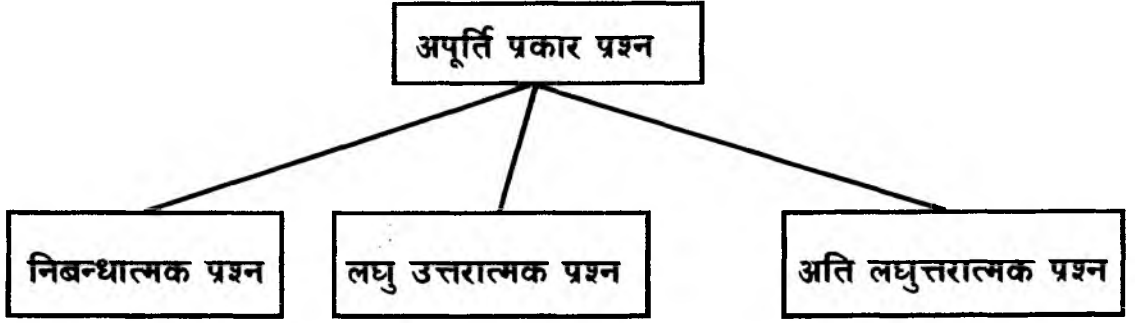 अपूर्ति प्रकार प्रश्न
निबन्धात्मक प्रश्न
लघु उत्तरात्मक प्रश्न
अति लघुत्तरात्मक प्रश्न